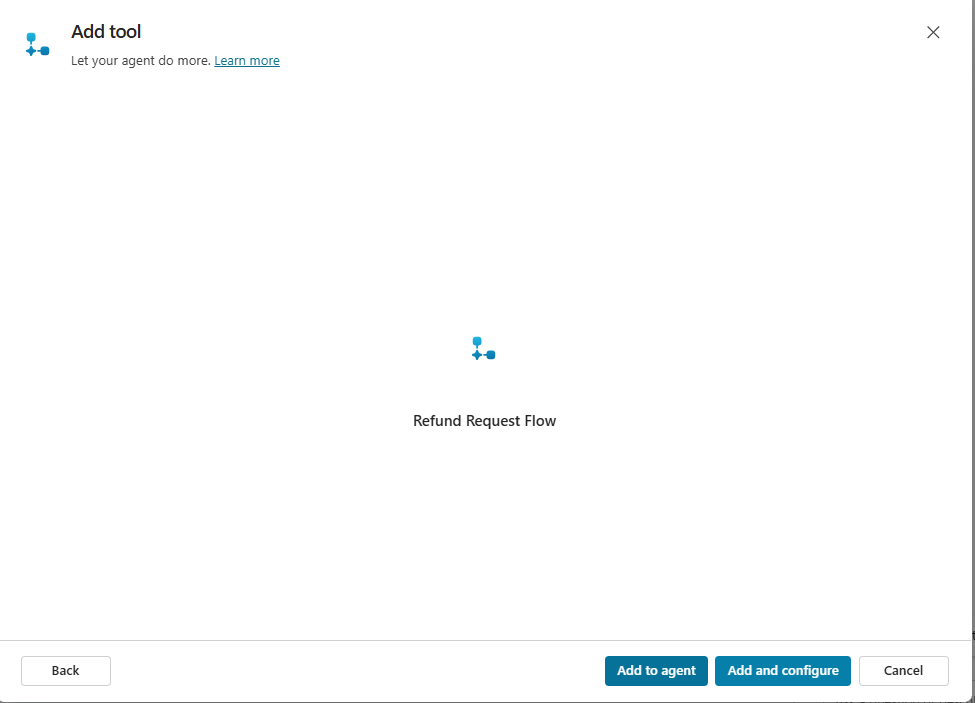 Add tool
Let your agent do more. Learn more
Refund Request Flow
Back
Add to agent
Add and configure
Cancel